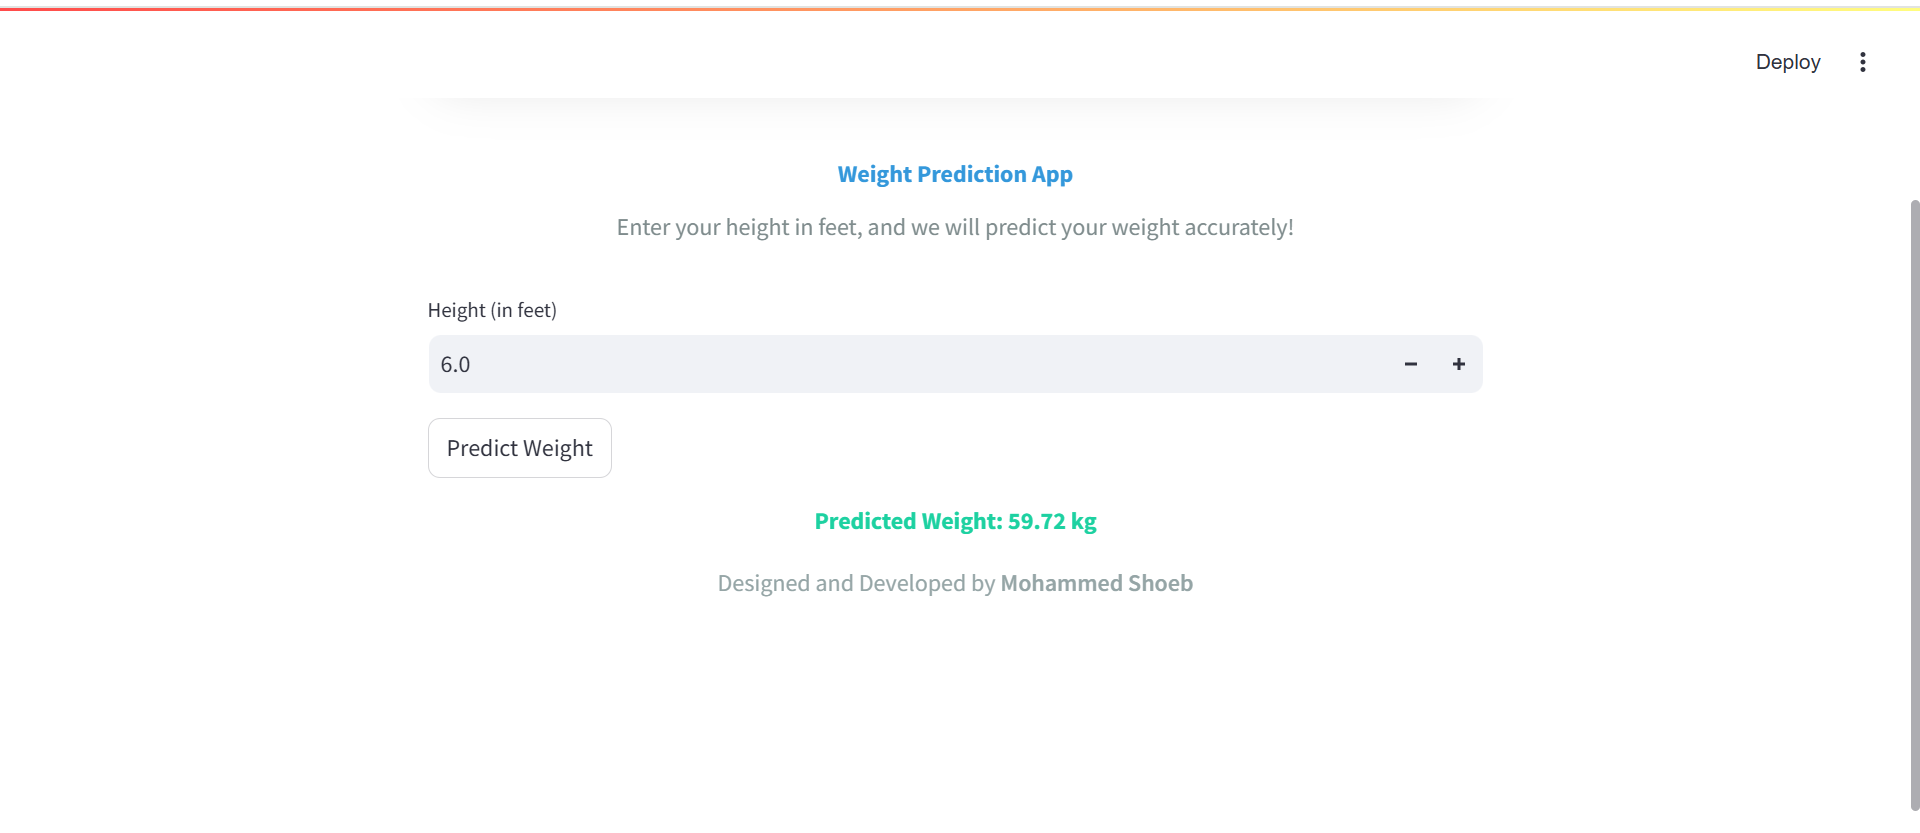 Deploy
Weight Prediction App
Enter your height in feet, and we will predict your weight accurately!
Height (in feet)
6.0
Predict Weight
Predicted Weight: 59.72 kg
Designed and Developed by Mohammed Shoeb